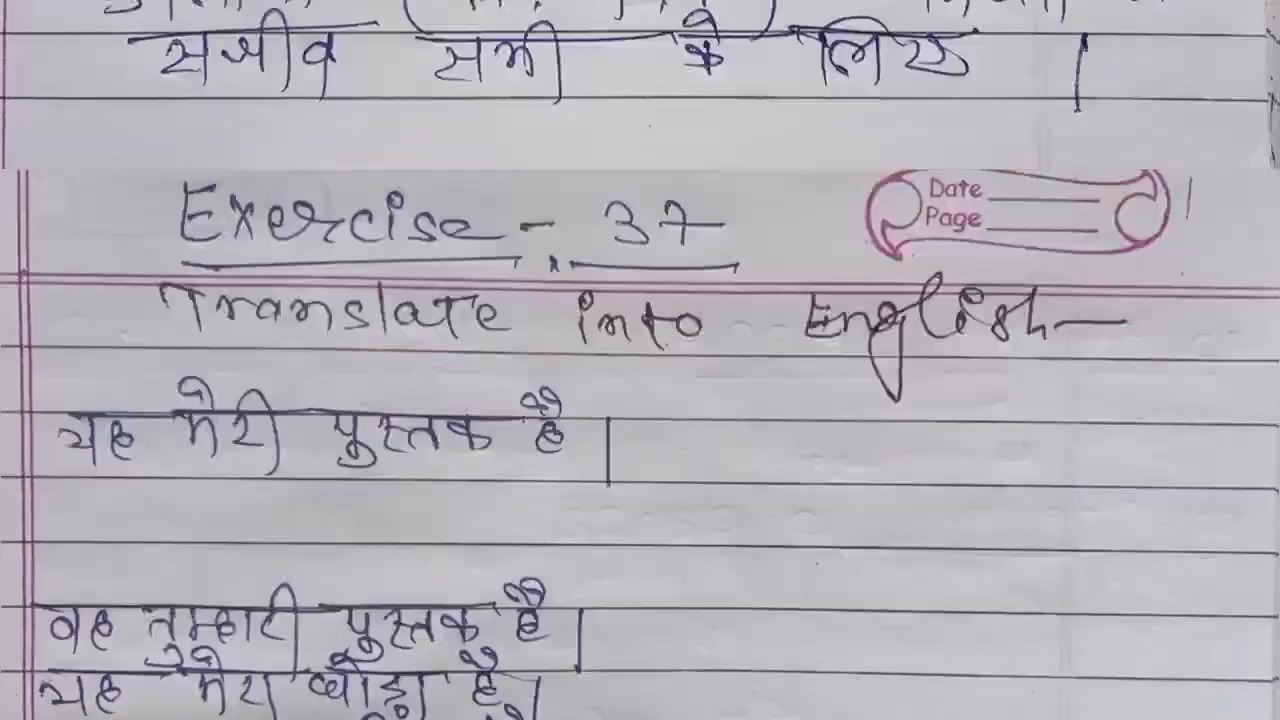 सजीव सभी के लिए ।
Exercise - 37
Date
Page
Translate into English—
यह मेरी पुस्तक है ।
वह तुम्हारी पुस्तक है ।
यह मेरा घोड़ा है ।